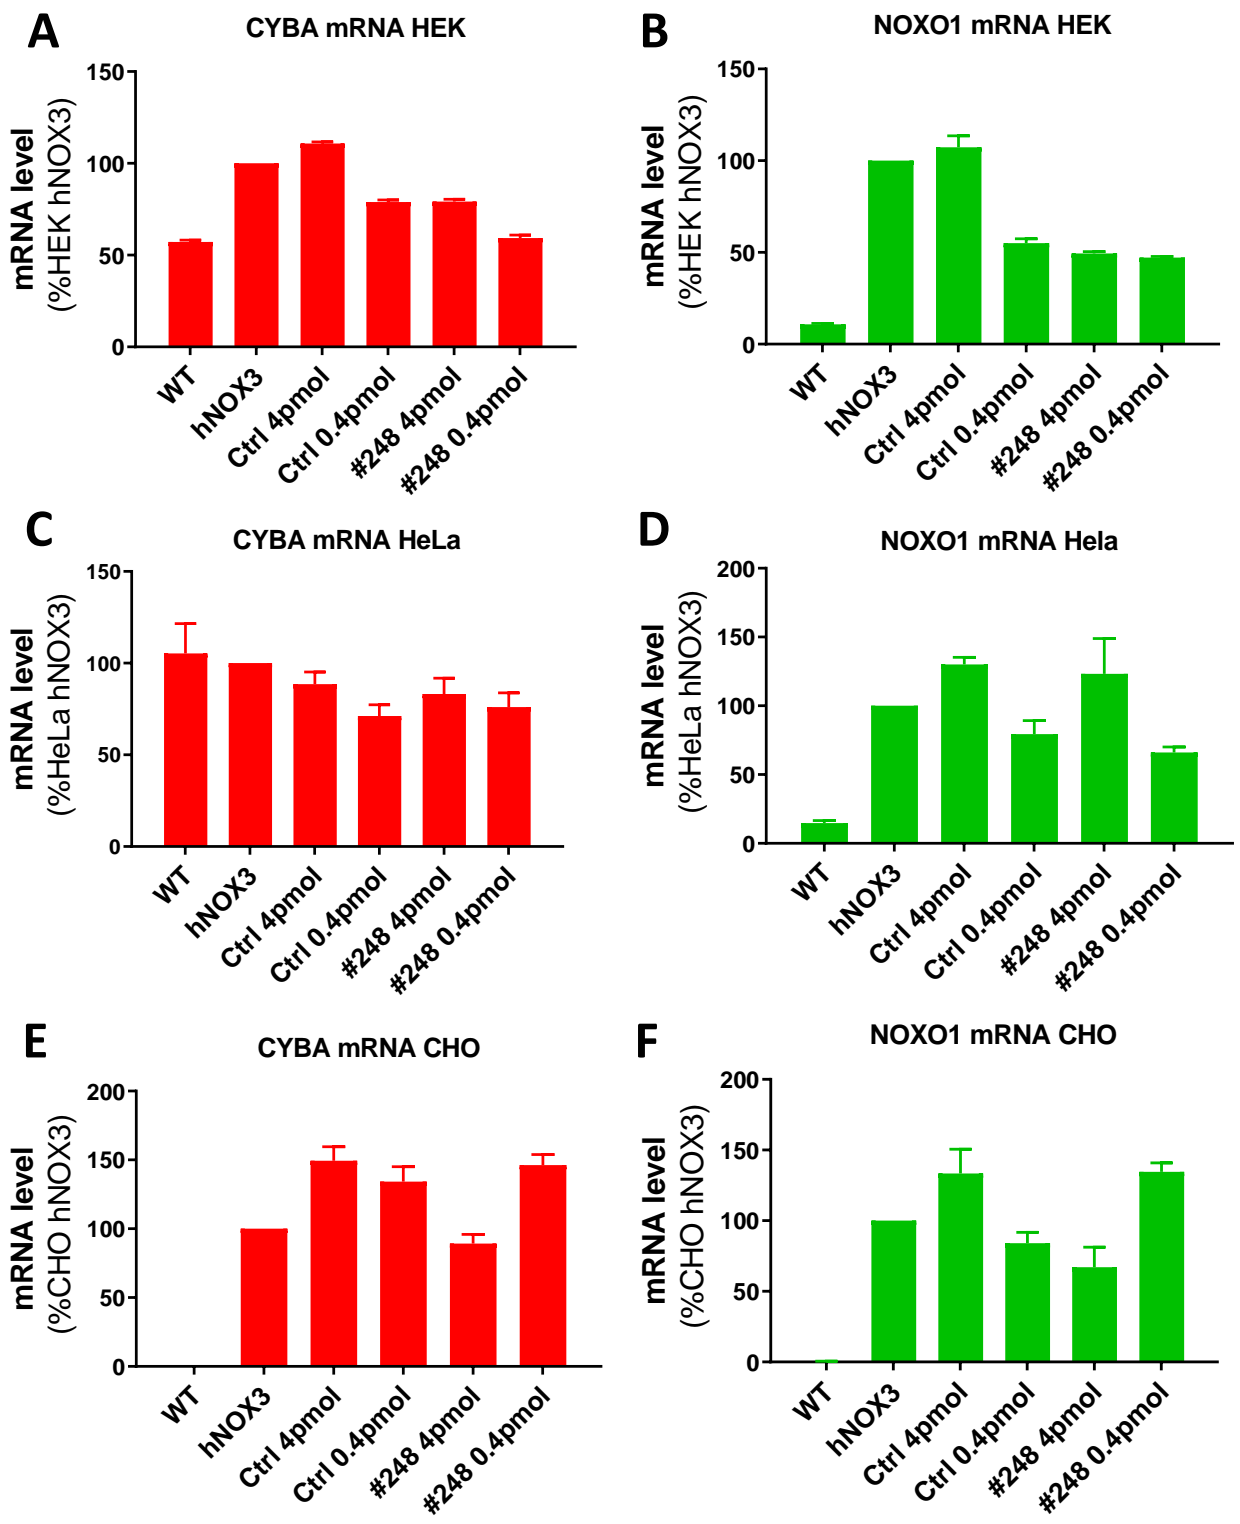 A
CYBA mRNA HEK
mRNA level
(%HEK hNOX3)
150
100
50
0
WT
hNOX3
Ctrl 4pmol
Ctrl 0.4pmol
#248 4pmol
#248 0.4pmol
B
NOXO1 mRNA HEK
mRNA level
(%HEK hNOX3)
150
100
50
0
WT
hNOX3
Ctrl 4pmol
Ctrl 0.4pmol
#248 4pmol
#248 0.4pmol
C
CYBA mRNA HeLa
mRNA level
(%HeLa hNOX3)
150
100
50
0
WT
hNOX3
Ctrl 4pmol
Ctrl 0.4pmol
#248 4pmol
#248 0.4pmol
D
NOXO1 mRNA Hela
mRNA level
(%HeLa hNOX3)
200
150
100
50
0
WT
hNOX3
Ctrl 4pmol
Ctrl 0.4pmol
#248 4pmol
#248 0.4pmol
E
CYBA mRNA CHO
mRNA level
(%CHO hNOX3)
200
150
100
50
0
WT
hNOX3
Ctrl 4pmol
Ctrl 0.4pmol
#248 4pmol
#248 0.4pmol
F
NOXO1 mRNA CHO
mRNA level
(%CHO hNOX3)
200
150
100
50
0
WT
hNOX3
Ctrl 4pmol
Ctrl 0.4pmol
#248 4pmol
#248 0.4pmol